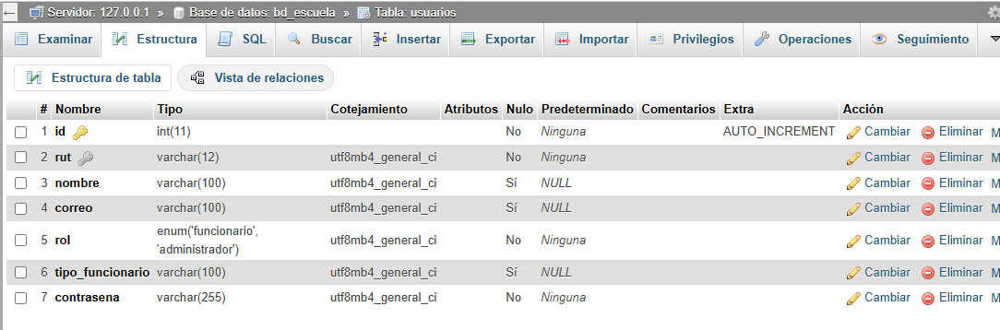 Servidor: 127.0.0.1 » Base de datos: bd_escuela » Tabla: usuarios
Examinar Estructura SQL Buscar Insertar Exportar Importar Privilegios Operaciones Seguimiento
Estructura de tabla Vista de relaciones
# Nombre Tipo Cotejamiento Atributos Nulo Predeterminado Comentarios Extra Acción
1 id int(11) No Ninguna AUTO_INCREMENT Cambiar Eliminar M
2 rut varchar(12) utf8mb4_general_ci No Ninguna Cambiar Eliminar M
3 nombre varchar(100) utf8mb4_general_ci Sí NULL Cambiar Eliminar M
4 correo varchar(100) utf8mb4_general_ci Sí NULL Cambiar Eliminar M
5 rol enum('funcionario', 'administrador') utf8mb4_general_ci No Ninguna Cambiar Eliminar M
6 tipo_funcionario varchar(100) utf8mb4_general_ci Sí NULL Cambiar Eliminar M
7 contrasena varchar(255) utf8mb4_general_ci No Ninguna Cambiar Eliminar M